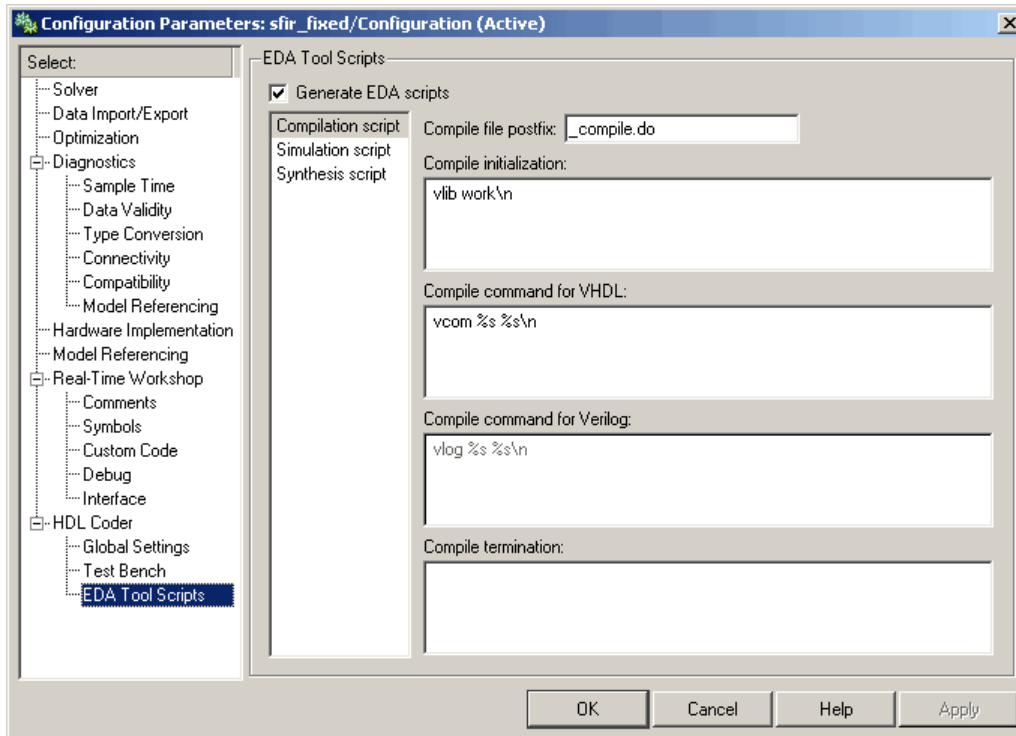 Configuration Parameters: sfir_fixed/Configuration (Active)
Select:
Solver
Data Import/Export
Optimization
Diagnostics
Sample Time
Data Validity
Type Conversion
Connectivity
Compatibility
Model Referencing
Hardware Implementation
Model Referencing
Real-Time Workshop
Comments
Symbols
Custom Code
Debug
Interface
HDL Coder
Global Settings
Test Bench
EDA Tool Scripts
EDA Tool Scripts
Generate EDA scripts
Compilation script
Simulation script
Synthesis script
Compile file postfix: _compile.do
Compile initialization:
vlib work\n
Compile command for VHDL:
vcom %s %s\n
Compile command for Verilog:
vlog %s %s\n
Compile termination:
OK Cancel Help Apply